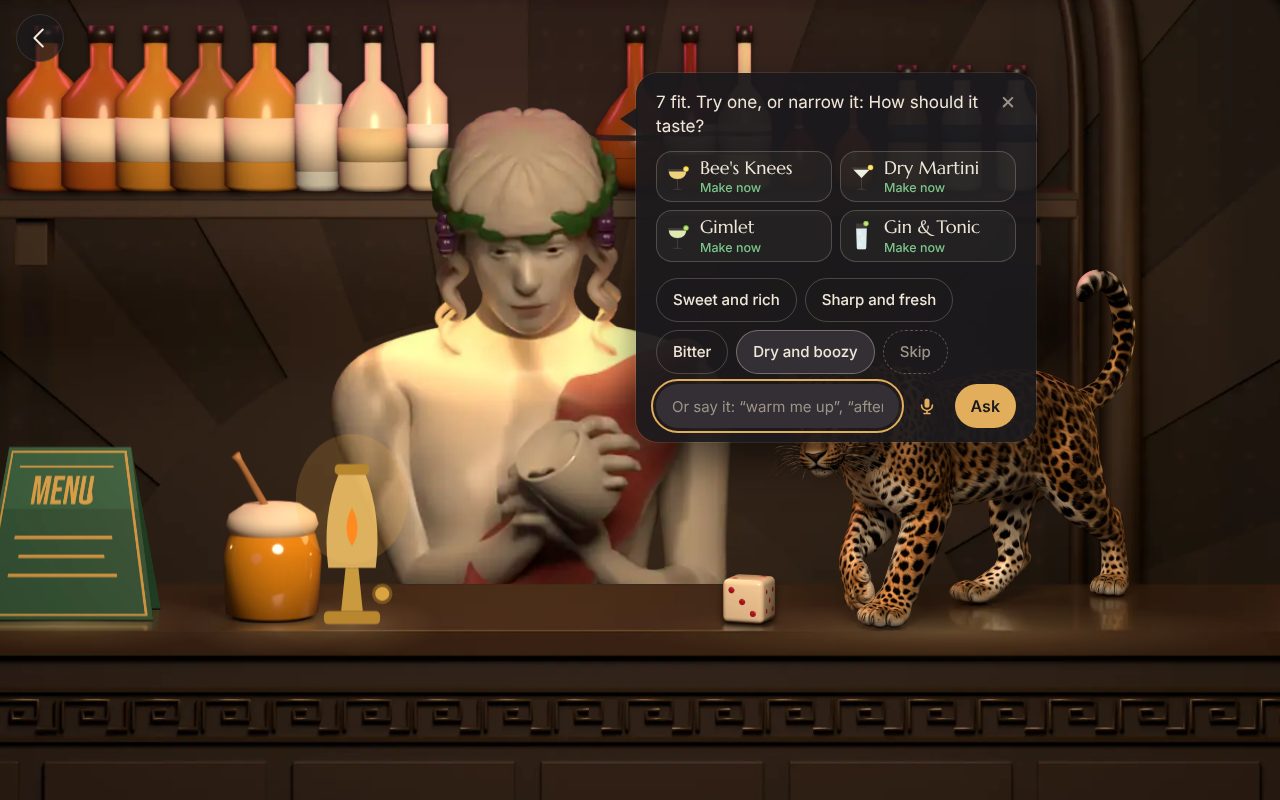 7 fit. Try one, or narrow it: How should it
taste?
Bee's Knees
Make now
Dry Martini
Make now
Gimlet
Make now
Gin & Tonic
Make now
Sweet and rich
Sharp and fresh
Bitter
Dry and boozy
Skip
Or say it: “warm me up”, “after
Ask
MENU